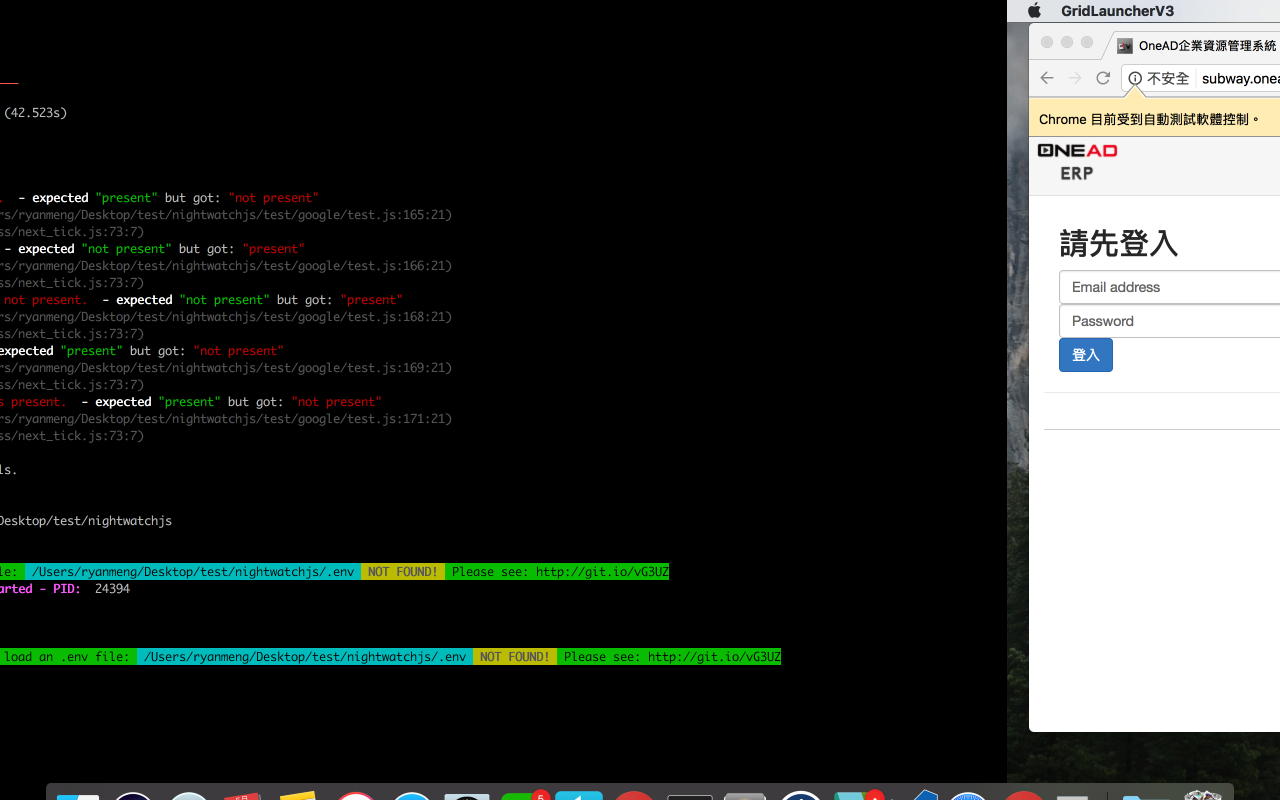 (42.523s)
- expected "present" but got: "not present"
rs/ryanmeng/Desktop/test/nightwatchjs/test/google/test.js:165:21)
ss/next_tick.js:73:7)
- expected "not present" but got: "present"
rs/ryanmeng/Desktop/test/nightwatchjs/test/google/test.js:166:21)
ss/next_tick.js:73:7)
not present. - expected "not present" but got: "present"
rs/ryanmeng/Desktop/test/nightwatchjs/test/google/test.js:168:21)
ss/next_tick.js:73:7)
expected "present" but got: "not present"
rs/ryanmeng/Desktop/test/nightwatchjs/test/google/test.js:169:21)
ss/next_tick.js:73:7)
s present. - expected "present" but got: "not present"
rs/ryanmeng/Desktop/test/nightwatchjs/test/google/test.js:171:21)
ss/next_tick.js:73:7)
ls.
Desktop/test/nightwatchjs
le: /Users/ryanmeng/Desktop/test/nightwatchjs/.env NOT FOUND! Please see: http://git.io/vG3UZ
arted - PID: 24394
load an .env file: /Users/ryanmeng/Desktop/test/nightwatchjs/.env NOT FOUND! Please see: http://git.io/vG3UZ
GridLauncherV3
OneAD企業資源管理系統
不安全 subway.onea
Chrome 目前受到自動測試軟體控制。
ONEAD
ERP
請先登入
Email address
Password
登入
5